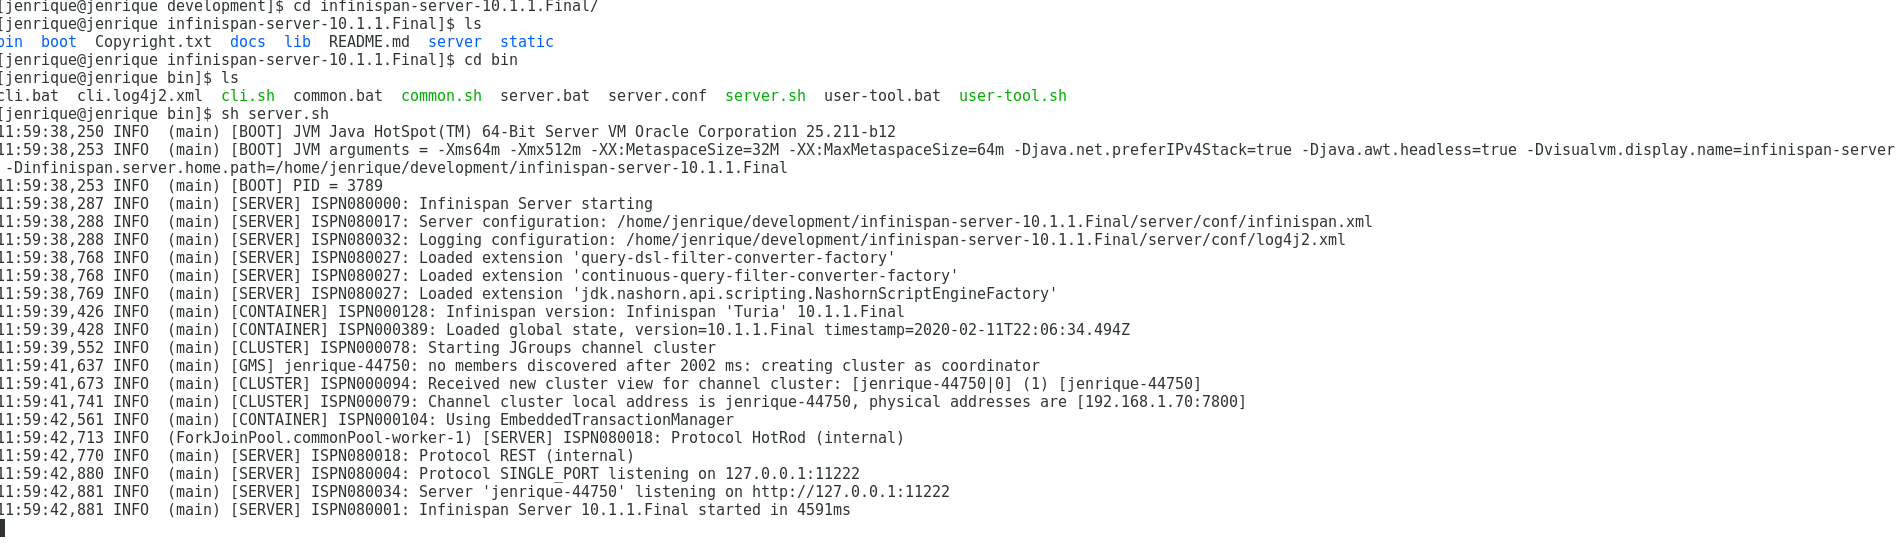 [jenrique@jenrique development]$ cd infinispan-server-10.1.1.Final/
[jenrique@jenrique infinispan-server-10.1.1.Final]$ ls
bin  boot  Copyright.txt  docs  lib  README.md  server  static
[jenrique@jenrique infinispan-server-10.1.1.Final]$ cd bin
[jenrique@jenrique bin]$ ls
cli.bat  cli.log4j2.xml  cli.sh  common.bat  common.sh  server.bat  server.conf  server.sh  user-tool.bat  user-tool.sh
[jenrique@jenrique bin]$ sh server.sh
11:59:38,250 INFO  (main) [BOOT] JVM Java HotSpot(TM) 64-Bit Server VM Oracle Corporation 25.211-b12
11:59:38,253 INFO  (main) [BOOT] JVM arguments = -Xms64m -Xmx512m -XX:MetaspaceSize=32M -XX:MaxMetaspaceSize=64m -Djava.net.preferIPv4Stack=true -Djava.awt.headless=true -Dvisualvm.display.name=infinispan-server
 -Dinfinispan.server.home.path=/home/jenrique/development/infinispan-server-10.1.1.Final
11:59:38,253 INFO  (main) [BOOT] PID = 3789
11:59:38,287 INFO  (main) [SERVER] ISPN080000: Infinispan Server starting
11:59:38,288 INFO  (main) [SERVER] ISPN080017: Server configuration: /home/jenrique/development/infinispan-server-10.1.1.Final/server/conf/infinispan.xml
11:59:38,288 INFO  (main) [SERVER] ISPN080032: Logging configuration: /home/jenrique/development/infinispan-server-10.1.1.Final/server/conf/log4j2.xml
11:59:38,768 INFO  (main) [SERVER] ISPN080027: Loaded extension 'query-dsl-filter-converter-factory'
11:59:38,768 INFO  (main) [SERVER] ISPN080027: Loaded extension 'continuous-query-filter-converter-factory'
11:59:38,769 INFO  (main) [SERVER] ISPN080027: Loaded extension 'jdk.nashorn.api.scripting.NashornScriptEngineFactory'
11:59:39,426 INFO  (main) [CONTAINER] ISPN000128: Infinispan version: Infinispan 'Turia' 10.1.1.Final
11:59:39,428 INFO  (main) [CONTAINER] ISPN000389: Loaded global state, version=10.1.1.Final timestamp=2020-02-11T22:06:34.494Z
11:59:39,552 INFO  (main) [CLUSTER] ISPN000078: Starting JGroups channel cluster
11:59:41,637 INFO  (main) [GMS] jenrique-44750: no members discovered after 2002 ms: creating cluster as coordinator
11:59:41,673 INFO  (main) [CLUSTER] ISPN000094: Received new cluster view for channel cluster: [jenrique-44750|0] (1) [jenrique-44750]
11:59:41,741 INFO  (main) [CLUSTER] ISPN000079: Channel cluster local address is jenrique-44750, physical addresses are [192.168.1.70:7800]
11:59:42,561 INFO  (main) [CONTAINER] ISPN000104: Using EmbeddedTransactionManager
11:59:42,713 INFO  (ForkJoinPool.commonPool-worker-1) [SERVER] ISPN080018: Protocol HotRod (internal)
11:59:42,770 INFO  (main) [SERVER] ISPN080018: Protocol REST (internal)
11:59:42,880 INFO  (main) [SERVER] ISPN080004: Protocol SINGLE_PORT listening on 127.0.0.1:11222
11:59:42,881 INFO  (main) [SERVER] ISPN080034: Server 'jenrique-44750' listening on http://127.0.0.1:11222
11:59:42,881 INFO  (main) [SERVER] ISPN080001: Infinispan Server 10.1.1.Final started in 4591ms